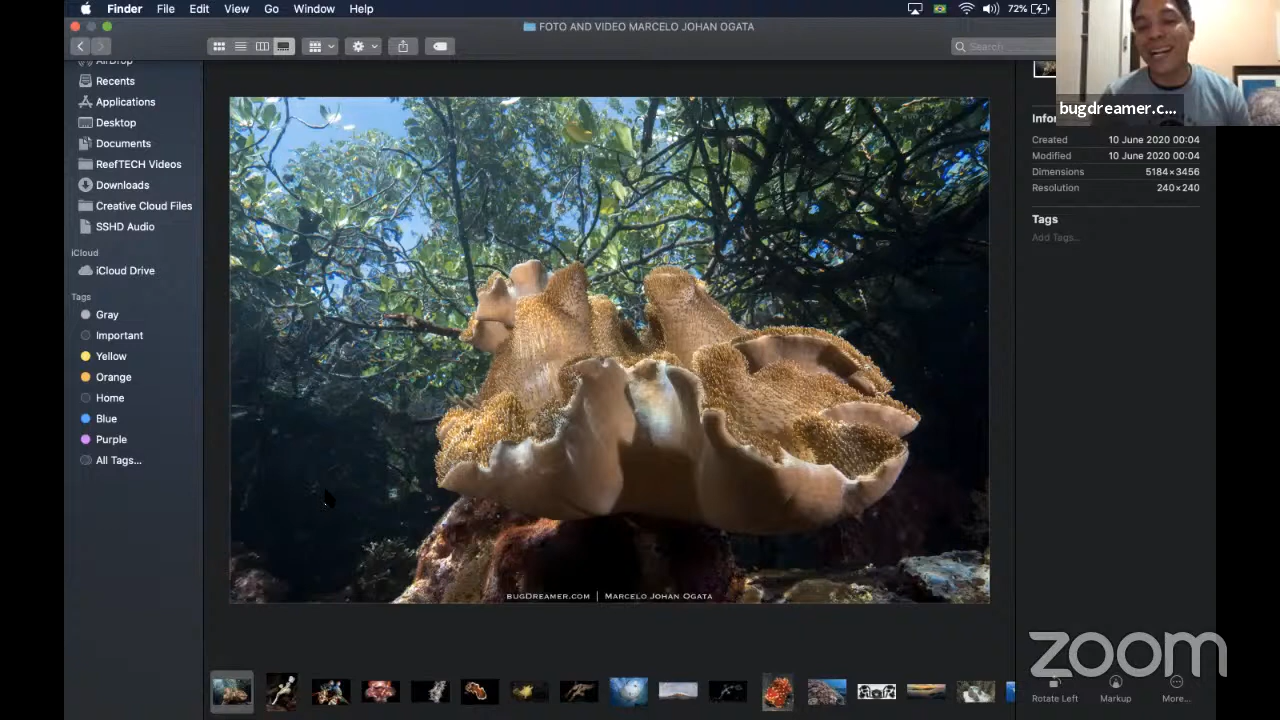 Finder File Edit View Go Window Help
72%
FOTO AND VIDEO MARCELO JOHAN OGATA
Search
AirDrop
Recents
Applications
Desktop
Documents
ReefTECH Videos
Downloads
Creative Cloud Files
SSHD Audio
iCloud
iCloud Drive
Tags
Gray
Important
Yellow
Orange
Home
Blue
Purple
All Tags...
bugdreamer.c...
Infor
Created 10 June 2020 00:04
Modified 10 June 2020 00:04
Dimensions 5184×3456
Resolution 240×240
Tags
Add Tags...
BUGDREAMER.COM | MARCELO JOHAN OGATA
zoom
Rotate Left Markup More...